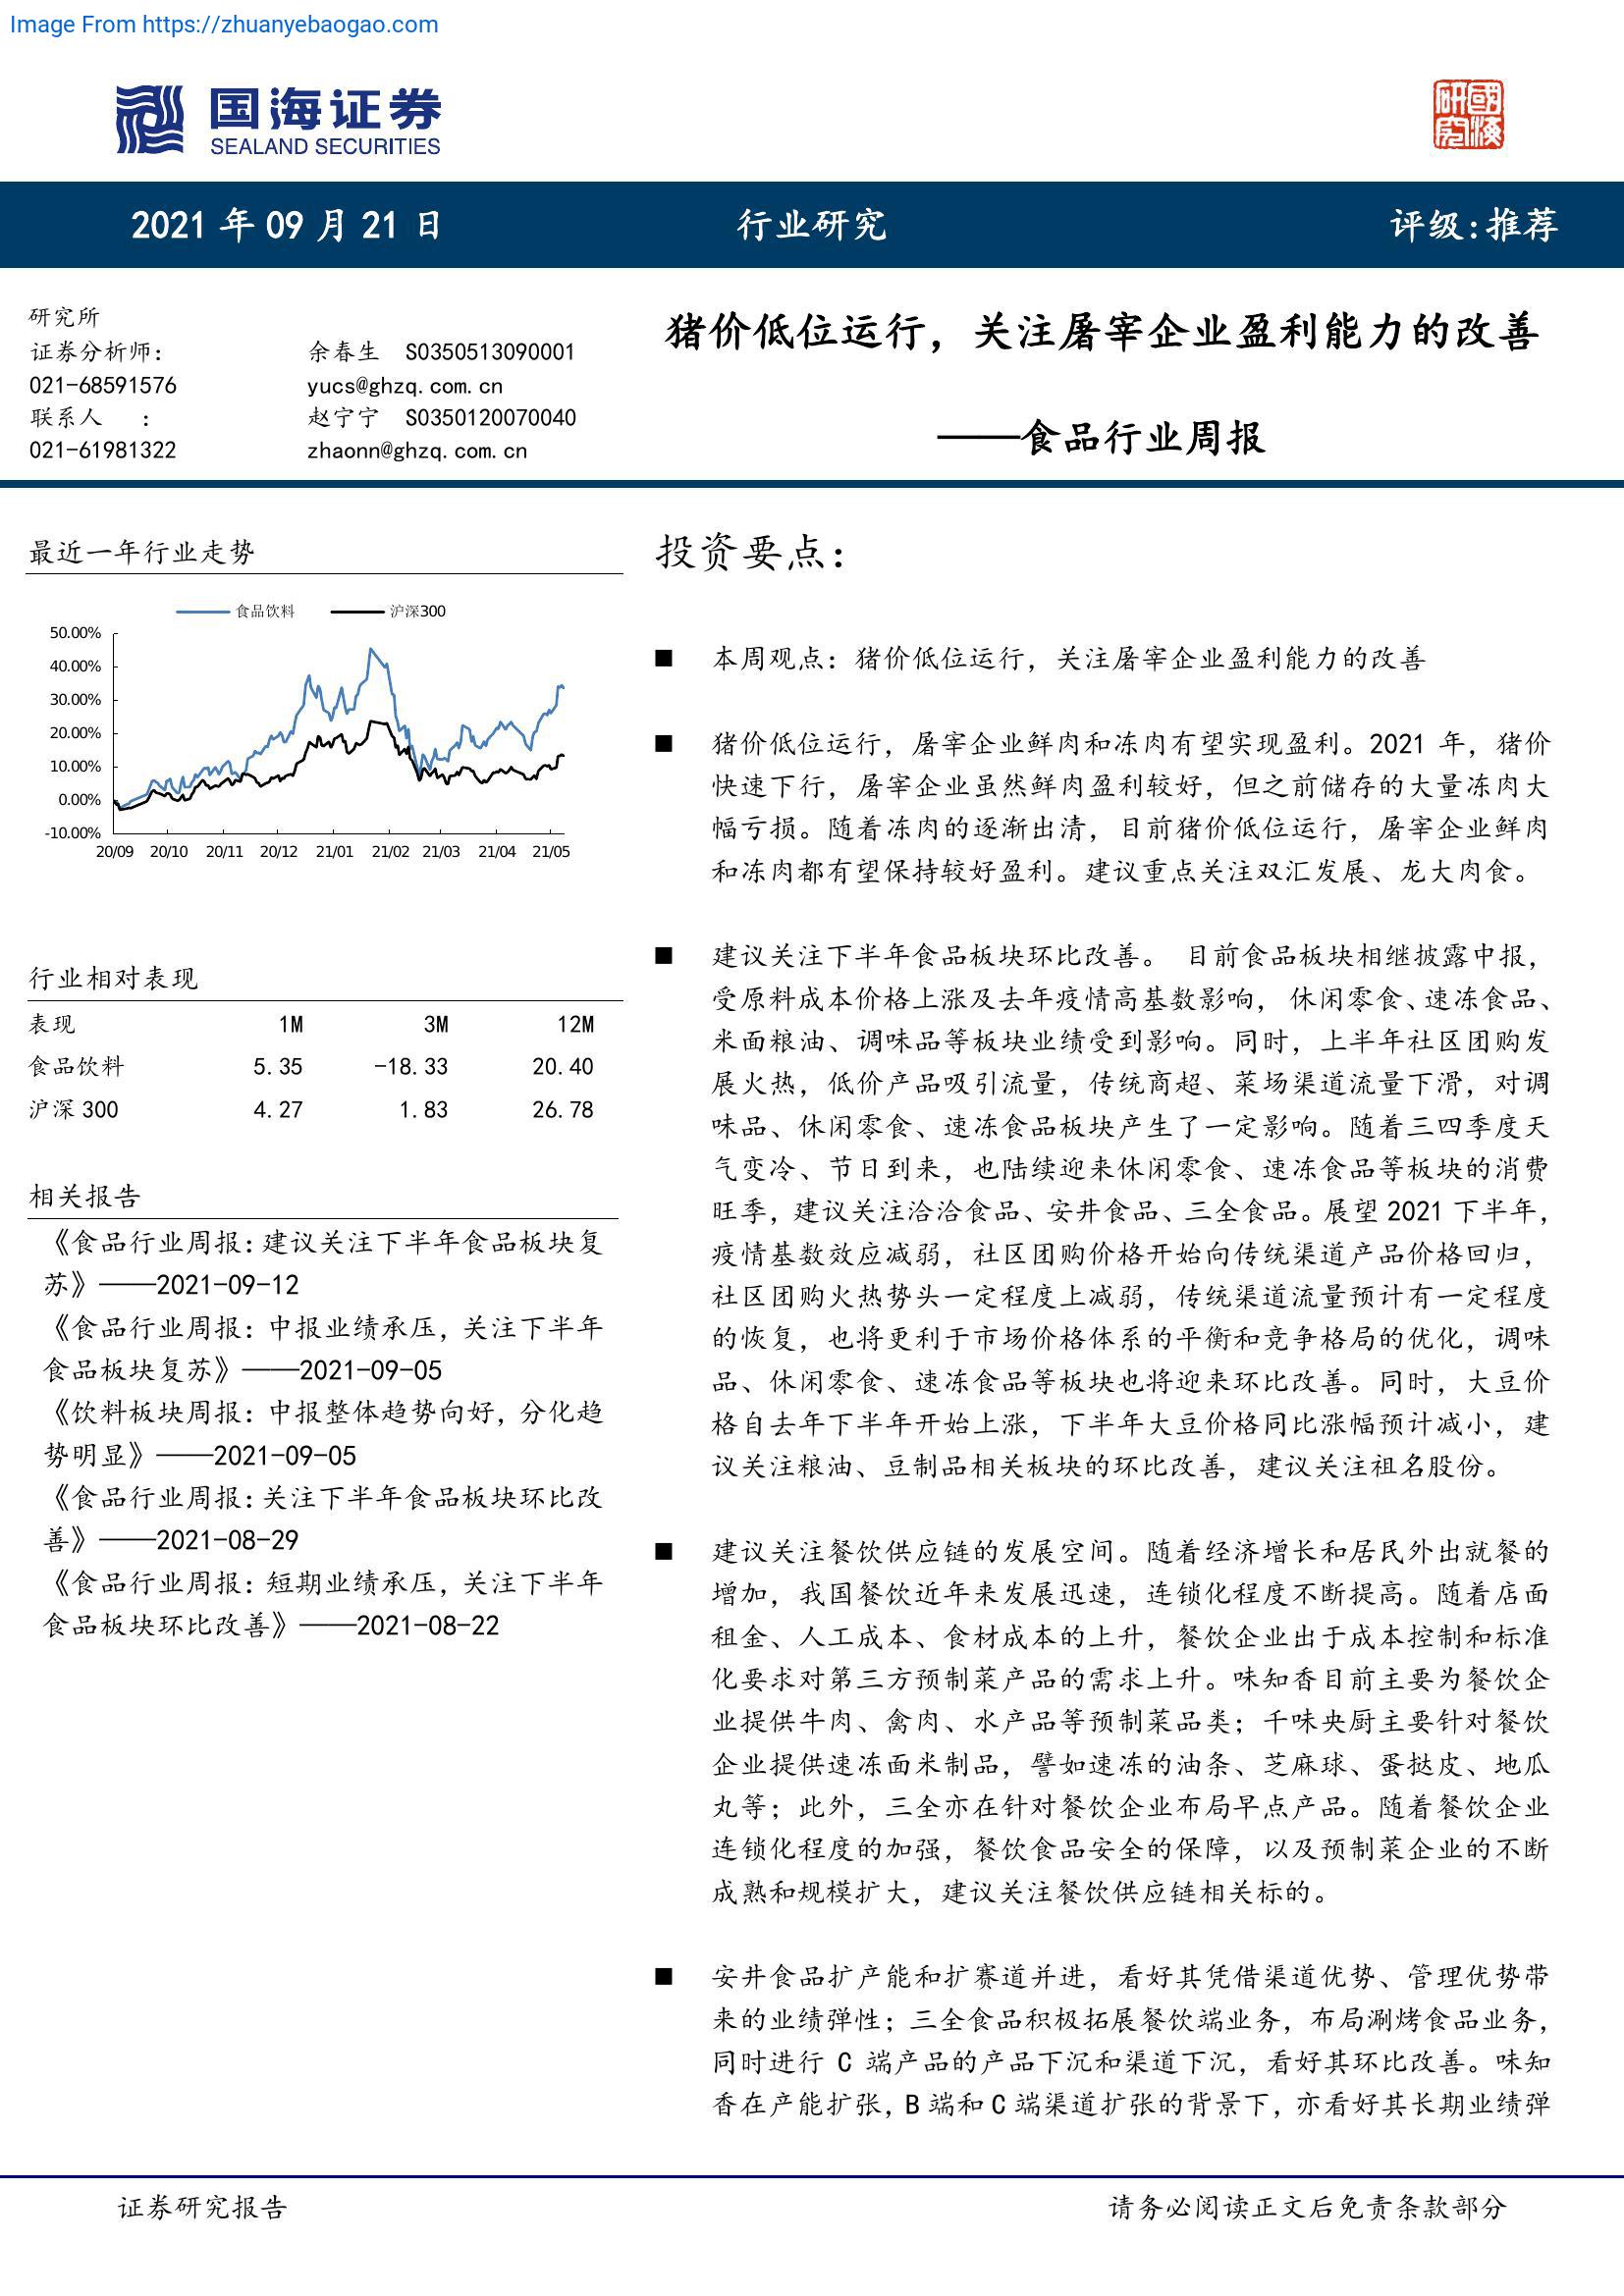 Image From https://zhuanyebaogao.com
国海证券
SEALAND SECURITIES
研究
國海
2021 年 09 月 21 日
行业研究
评级:推荐
研究所
证券分析师: 余春生 S0350513090001
021-68591576 yucs@ghzq.com.cn
联系人 : 赵宁宁 S0350120070040
021-61981322 zhaonn@ghzq.com.cn
猪价低位运行，关注屠宰企业盈利能力的改善
——食品行业周报
最近一年行业走势
食品饮料 沪深300
50.00%
40.00%
30.00%
20.00%
10.00%
0.00%
-10.00%
20/09 20/10 20/11 20/12 21/01 21/02 21/03 21/04 21/05
行业相对表现
表现 1M 3M 12M
食品饮料 5.35 -18.33 20.40
沪深 300 4.27 1.83 26.78
相关报告
《食品行业周报：建议关注下半年食品板块复
苏》——2021-09-12
《食品行业周报：中报业绩承压，关注下半年
食品板块复苏》——2021-09-05
《饮料板块周报：中报整体趋势向好，分化趋
势明显》——2021-09-05
《食品行业周报：关注下半年食品板块环比改
善》——2021-08-29
《食品行业周报：短期业绩承压，关注下半年
食品板块环比改善》——2021-08-22
投资要点：
■ 本周观点：猪价低位运行，关注屠宰企业盈利能力的改善
■ 猪价低位运行，屠宰企业鲜肉和冻肉有望实现盈利。2021 年，猪价
快速下行，屠宰企业虽然鲜肉盈利较好，但之前储存的大量冻肉大
幅亏损。随着冻肉的逐渐出清，目前猪价低位运行，屠宰企业鲜肉
和冻肉都有望保持较好盈利。建议重点关注双汇发展、龙大肉食。
■ 建议关注下半年食品板块环比改善。 目前食品板块相继披露中报，
受原料成本价格上涨及去年疫情高基数影响， 休闲零食、速冻食品、
米面粮油、调味品等板块业绩受到影响。同时，上半年社区团购发
展火热，低价产品吸引流量，传统商超、菜场渠道流量下滑，对调
味品、休闲零食、速冻食品板块产生了一定影响。随着三四季度天
气变冷、节日到来，也陆续迎来休闲零食、速冻食品等板块的消费
旺季，建议关注洽洽食品、安井食品、三全食品。展望 2021 下半年，
疫情基数效应减弱，社区团购价格开始向传统渠道产品价格回归，
社区团购火热势头一定程度上减弱，传统渠道流量预计有一定程度
的恢复，也将更利于市场价格体系的平衡和竞争格局的优化，调味
品、休闲零食、速冻食品等板块也将迎来环比改善。同时，大豆价
格自去年下半年开始上涨，下半年大豆价格同比涨幅预计减小，建
议关注粮油、豆制品相关板块的环比改善，建议关注祖名股份。
■ 建议关注餐饮供应链的发展空间。随着经济增长和居民外出就餐的
增加，我国餐饮近年来发展迅速，连锁化程度不断提高。随着店面
租金、人工成本、食材成本的上升，餐饮企业出于成本控制和标准
化要求对第三方预制菜产品的需求上升。味知香目前主要为餐饮企
业提供牛肉、禽肉、水产品等预制菜品类；千味央厨主要针对餐饮
企业提供速冻面米制品，譬如速冻的油条、芝麻球、蛋挞皮、地瓜
丸等；此外，三全亦在针对餐饮企业布局早点产品。随着餐饮企业
连锁化程度的加强，餐饮食品安全的保障，以及预制菜企业的不断
成熟和规模扩大，建议关注餐饮供应链相关标的。
■ 安井食品扩产能和扩赛道并进，看好其凭借渠道优势、管理优势带
来的业绩弹性；三全食品积极拓展餐饮端业务，布局涮烤食品业务，
同时进行 C 端产品的产品下沉和渠道下沉，看好其环比改善。味知
香在产能扩张，B 端和 C 端渠道扩张的背景下，亦看好其长期业绩弹
证券研究报告
请务必阅读正文后免责条款部分